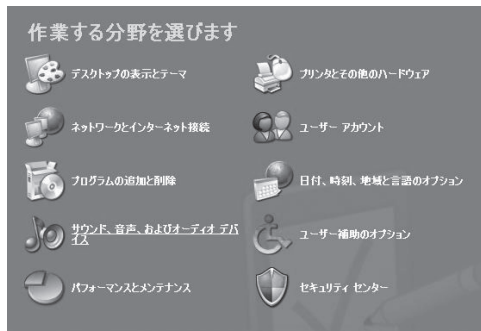 作業する分野を選びます
デスクトップの表示とテーマ
プリンタとその他のハードウェア
ネットワークとインターネット接続
ユーザー アカウント
プログラムの追加と削除
日付、時刻、地域と言語のオプション
サウンド、音声、およびオーディオ デバ
イス
ユーザー補助のオプション
パフォーマンスとメンテナンス
セキュリティ センター